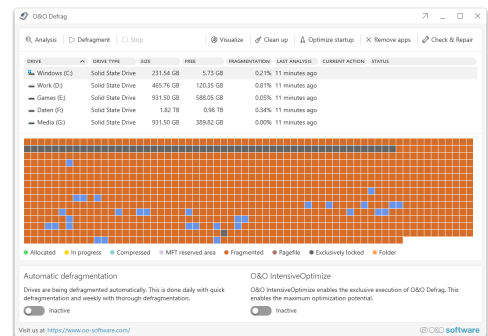 O&O Defrag
Analysis Defragment Stop Visualize Clean up Optimize startup Remove apps Check & Repair
DRIVE DRIVE TYPE SIZE FREE FRAGMENTATION LAST ANALYSIS CURRENT ACTION STATUS
Windows (C:) Solid State Drive 231.54 GB 5.73 GB 0.21% 11 minutes ago
Work (D:) Solid State Drive 465.76 GB 120.35 GB 0.81% 11 minutes ago
Games (E:) Solid State Drive 931.50 GB 588.05 GB 0.05% 11 minutes ago
Daten (F:) Solid State Drive 1.82 TB 0.98 TB 0.34% 11 minutes ago
Media (G:) Solid State Drive 931.50 GB 389.82 GB 0.00% 11 minutes ago
Allocated In progress Compressed MFT reserved area Fragmented Pagefile Exclusively locked Folder
Automatic defragmentation
Drives are being defragmented automatically. This is done daily with quick
defragmentation and weekly with thorough defragmentation.
Inactive
O&O IntensiveOptimize
O&O IntensiveOptimize enables the exclusive execution of O&O Defrag. This
enables the maximum optimization potential.
Inactive
Visit us at https://www.oo-software.com/
O&O software